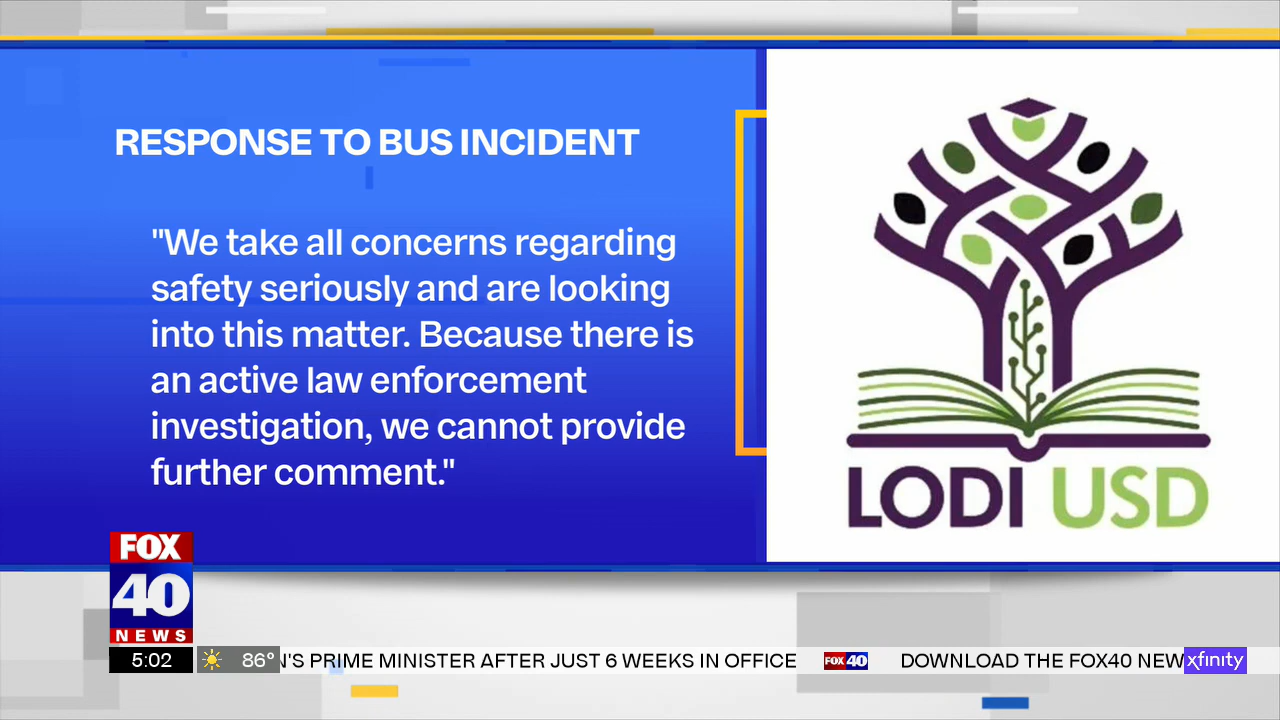 RESPONSE TO BUS INCIDENT
"We take all concerns regarding
safety seriously and are looking
into this matter. Because there is
an active law enforcement
investigation, we cannot provide
further comment."
LODI USD
FOX
40
NEWS
5:02
86° N'S PRIME MINISTER AFTER JUST 6 WEEKS IN OFFICE FOX 40 DOWNLOAD THE FOX40 NEW xfinity